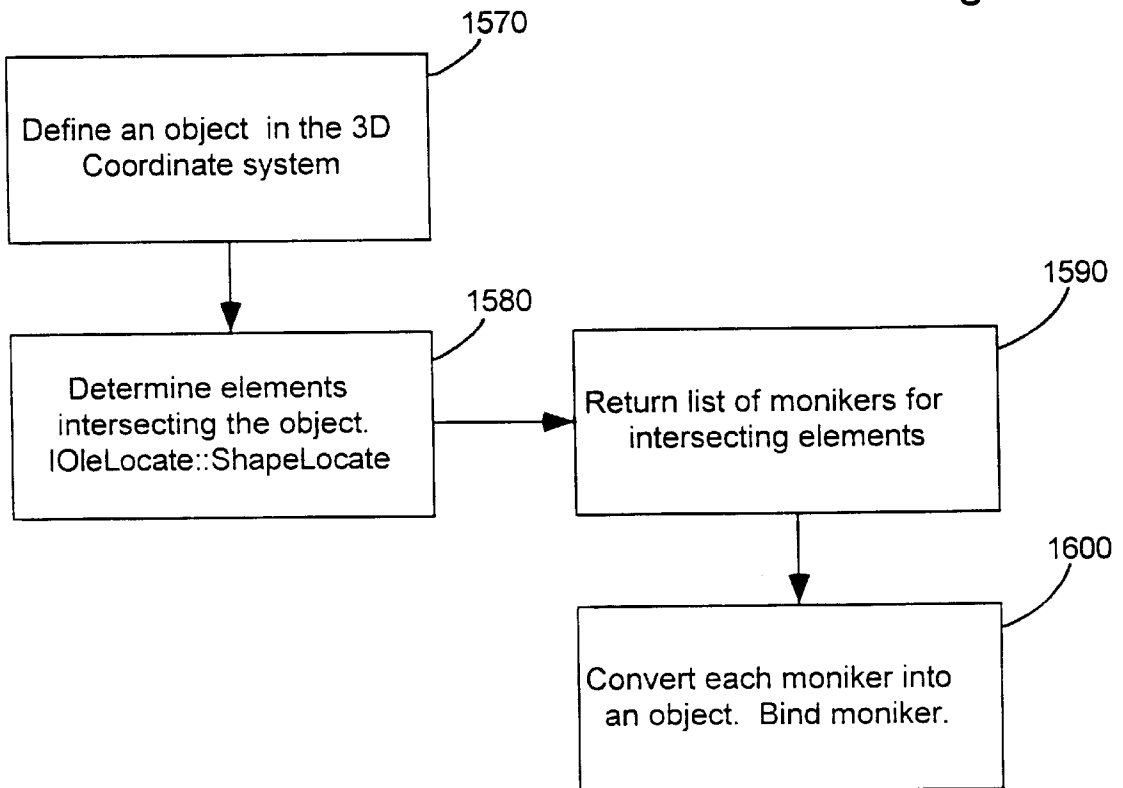 1570
Define an object in the 3D
Coordinate system
1580
Determine elements
intersecting the object.
IOleLocate::ShapeLocate
1590
Return list of monikers for
intersecting elements
1600
Convert each moniker into
an object. Bind moniker.